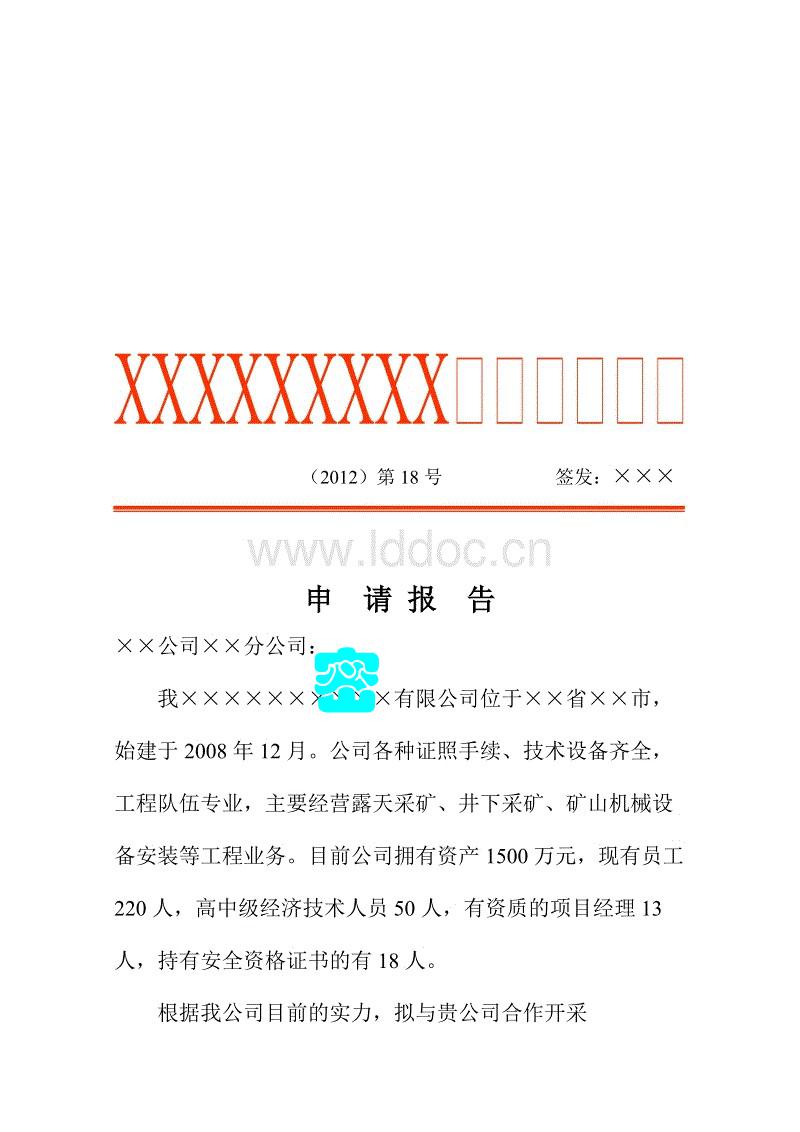 XXXXXXXXX□□□□□□
（2012）第 18 号 签发：×××
www.lddoc.cn
申 请 报 告
××公司××分公司：
我××××××××××有限公司位于××省××市，
始建于 2008 年 12 月。公司各种证照手续、技术设备齐全，
工程队伍专业，主要经营露天采矿、井下采矿、矿山机械设
备安装等工程业务。目前公司拥有资产 1500 万元，现有员工
220 人，高中级经济技术人员 50 人，有资质的项目经理 13
人，持有安全资格证书的有 18 人。
根据我公司目前的实力，拟与贵公司合作开采